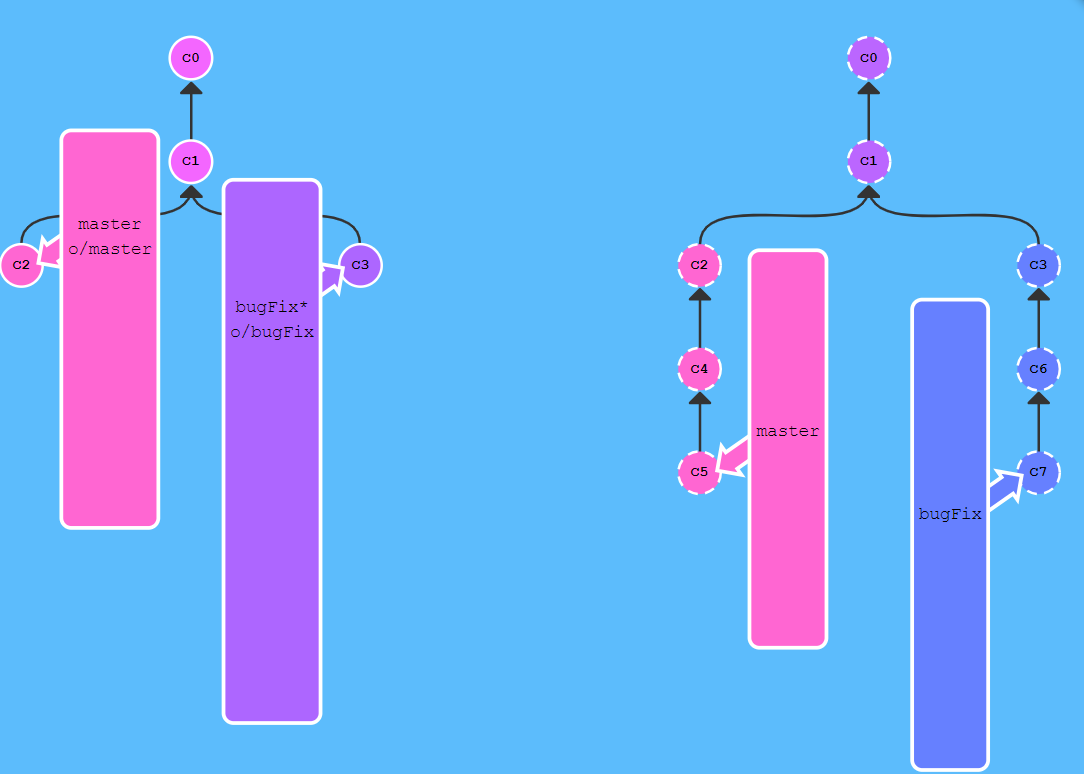 c0
c1
master
o/master
c2
c3
bugFix*
o/bugFix
c0
c1
c2
c3
c4
c6
master
c5
c7
bugFix